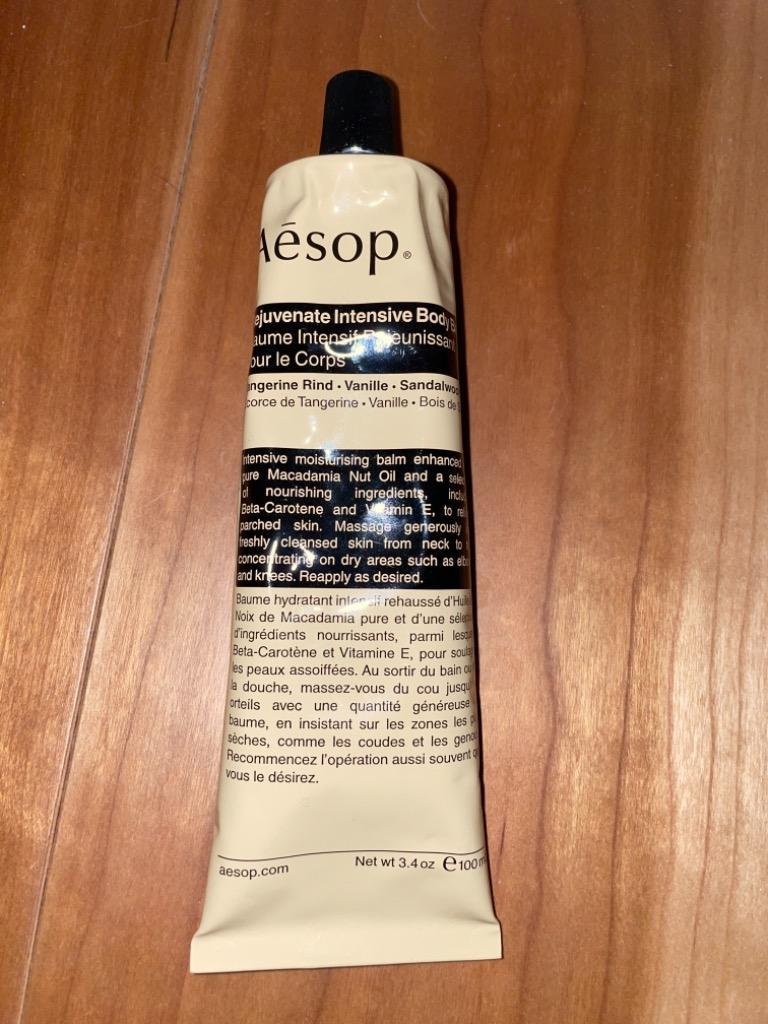 Aēsop®
ejuvenate Intensive Body B
aume Intensif Rajeunissant
our le Corps
angerine Rind • Vanille • Sandalwoo
corce de Tangerine • Vanille • Bois de
Intensive moisturising balm enhanced
pure Macadamia Nut Oil and a selec
of nourishing ingredients, inclu
Beta-Carotene and Vitamin E, to reli
parched skin. Massage generously
freshly cleansed skin from neck to
concentrating on dry areas such as elbo
and knees. Reapply as desired.
Baume hydratant intensif rehaussé d'Huile
Noix de Macadamia pure et d'une sélec
d'ingrédients nourrissants, parmi lesqu
Beta-Carotène et Vitamine E, pour soulag
les peaux assoiffées. Au sortir du bain ou
la douche, massez-vous du cou jusqu'
orteils avec une quantité généreuse
baume, en insistant sur les zones les p
sèches, comme les coudes et les genou
Recommencez l'opération aussi souvent q
vous le désirez.
aesop.com
Net wt 3.4 oz ℮ 100 m